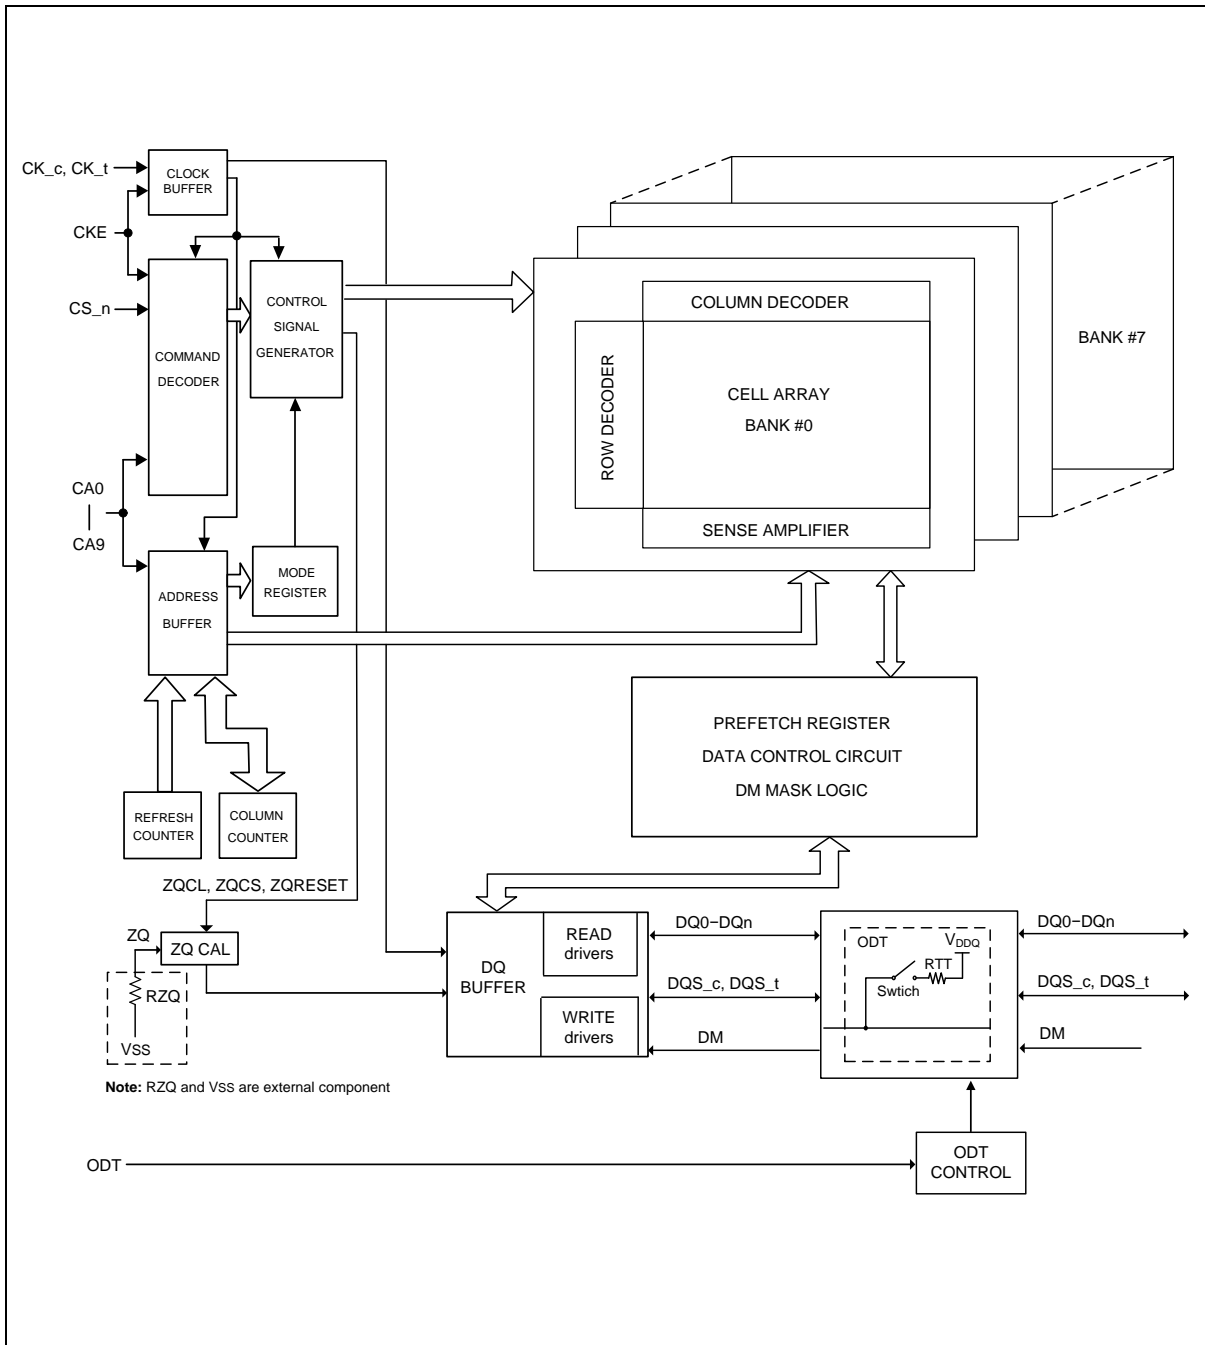 CK_c, CK_t
CLOCK
BUFFER
CKE
CS_n
COMMAND
DECODER
CONTROL
SIGNAL
GENERATOR
COLUMN DECODER
ROW DECODER
CELL ARRAY
BANK #0
SENSE AMPLIFIER
BANK #7
CA0
CA9
ADDRESS
BUFFER
MODE
REGISTER
PREFETCH REGISTER
DATA CONTROL CIRCUIT
DM MASK LOGIC
REFRESH
COUNTER
COLUMN
COUNTER
ZQCL, ZQCS, ZQRESET
ZQ
ZQ CAL
RZQ
VSS
Note: RZQ and VSS are external component
DQ
BUFFER
READ
drivers
WRITE
drivers
DQ0−DQn
DQS_c, DQS_t
DM
ODT
VDDQ
RTT
Swtich
DQ0−DQn
DQS_c, DQS_t
DM
ODT
ODT
CONTROL